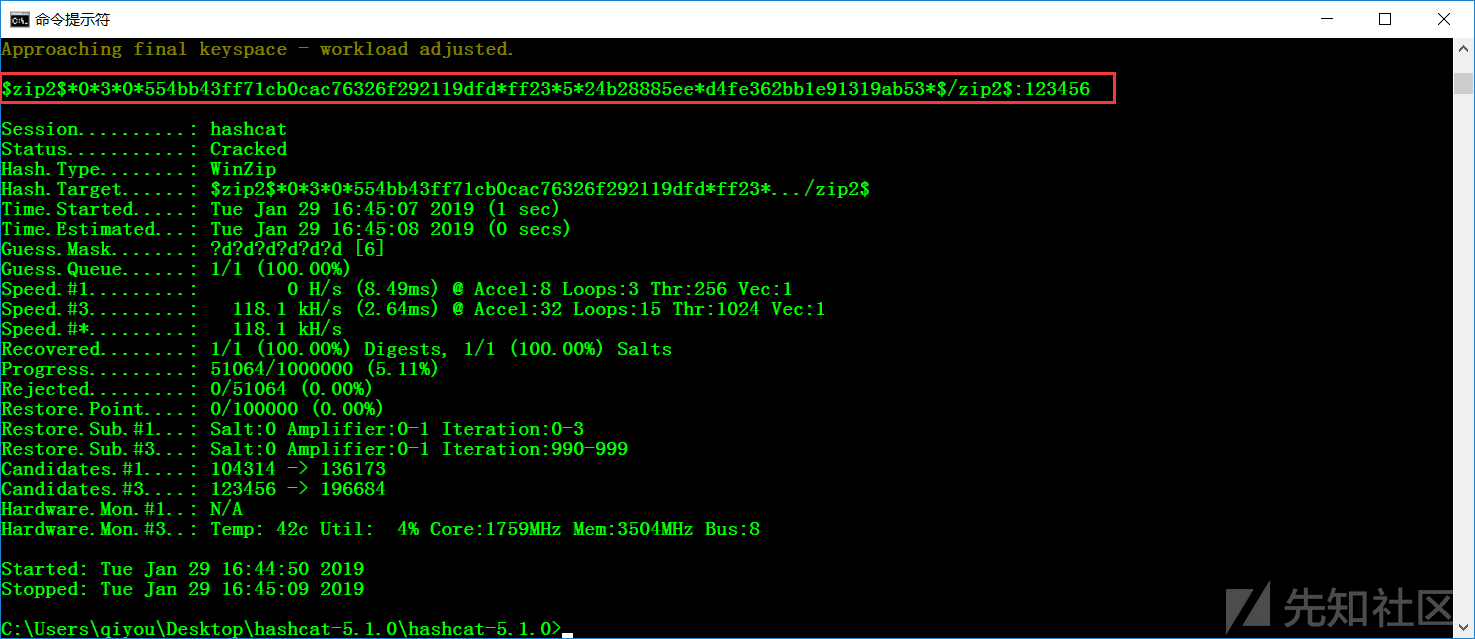 命令提示符
Approaching final keyspace - workload adjusted.
$zip2$*0*3*0*554bb43ff71cb0cac76326f292119dfd*ff23*5*24b28885ee*d4fe362bb1e91319ab53*$/zip2$:123456
Session..........: hashcat
Status...........: Cracked
Hash.Type........: WinZip
Hash.Target......: $zip2$*0*3*0*554bb43ff71cb0cac76326f292119dfd*ff23*.../zip2$
Time.Started.....: Tue Jan 29 16:45:07 2019 (1 sec)
Time.Estimated...: Tue Jan 29 16:45:08 2019 (0 secs)
Guess.Mask.......: ?d?d?d?d?d?d [6]
Guess.Queue......: 1/1 (100.00%)
Speed.#1.........:        0 H/s (8.49ms) @ Accel:8 Loops:3 Thr:256 Vec:1
Speed.#3.........:   118.1 kH/s (2.64ms) @ Accel:32 Loops:15 Thr:1024 Vec:1
Speed.#*.........:   118.1 kH/s
Recovered........: 1/1 (100.00%) Digests, 1/1 (100.00%) Salts
Progress.........: 51064/1000000 (5.11%)
Rejected.........: 0/51064 (0.00%)
Restore.Point....: 0/100000 (0.00%)
Restore.Sub.#1...: Salt:0 Amplifier:0-1 Iteration:0-3
Restore.Sub.#3...: Salt:0 Amplifier:0-1 Iteration:990-999
Candidates.#1....: 104314 -> 136173
Candidates.#3....: 123456 -> 196684
Hardware.Mon.#1..: N/A
Hardware.Mon.#3..: Temp: 42c Util:  4% Core:1759MHz Mem:3504MHz Bus:8
Started: Tue Jan 29 16:44:50 2019
Stopped: Tue Jan 29 16:45:09 2019
C:\Users\qiyou\Desktop\hashcat-5.1.0\hashcat-5.1.0>
先知社区